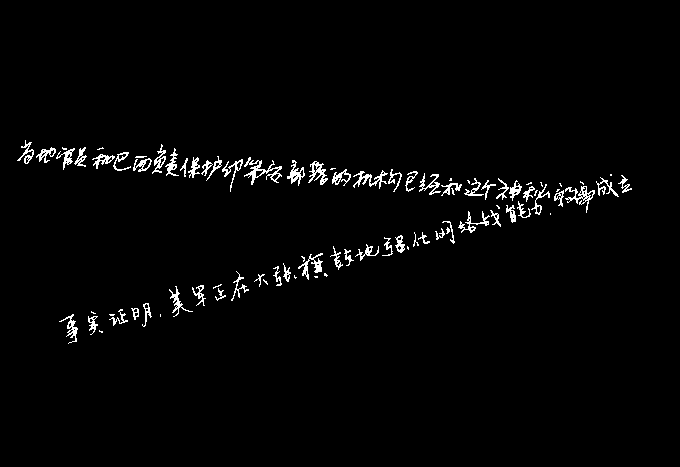 当地官员和巴西负责保护印第安部落的机构已经和这个神秘部落成立
事实证明，美军正在大张旗鼓地强化网络战能力，